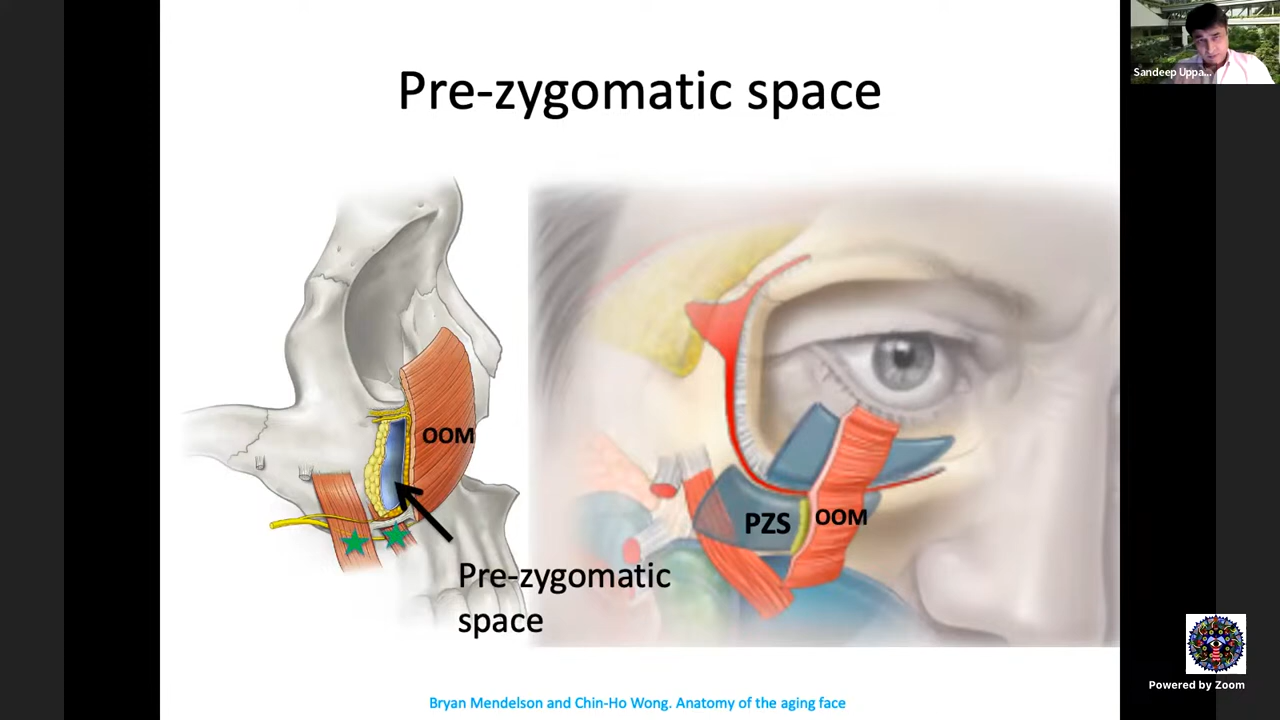 Pre-zygomatic space
Sandeep Uppa...
OOM
PZS
OOM
Pre-zygomatic
space
Powered by Zoom
Bryan Mendelson and Chin-Ho Wong. Anatomy of the aging face